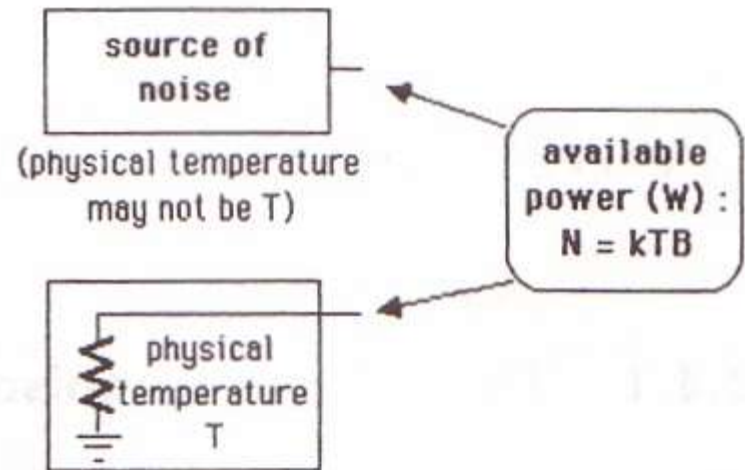 source of
noise
(physical temperature
may not be T)
available
power (W) :
N = kTB
physical
temperature
T